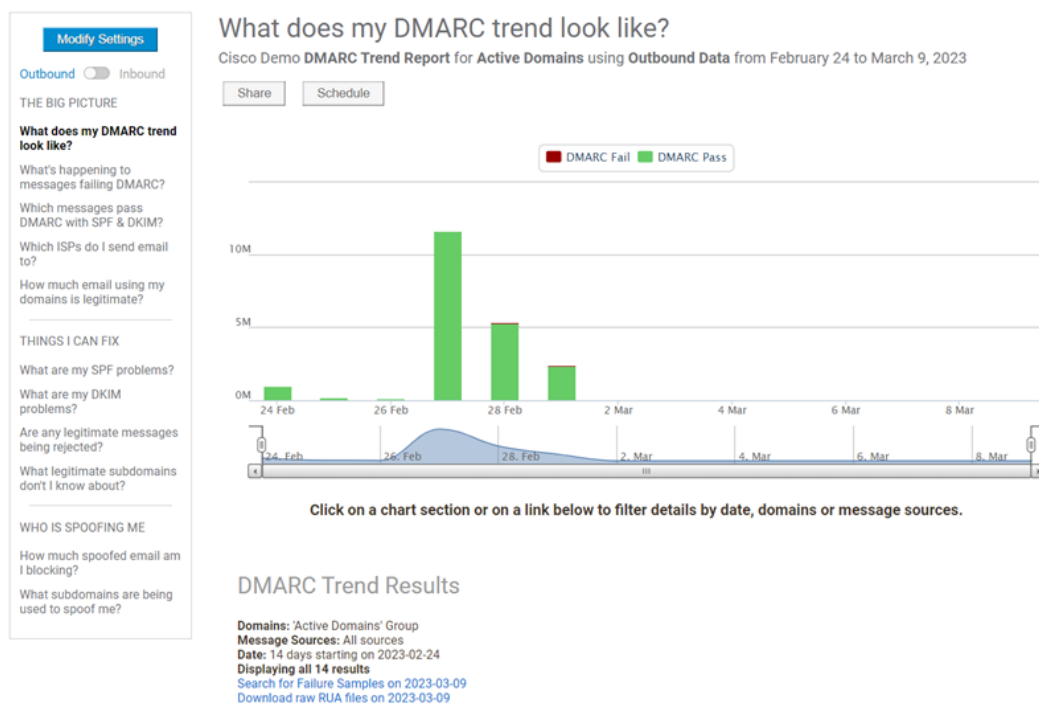 Modify Settings
Outbound Inbound
THE BIG PICTURE
What does my DMARC trend
look like?
What's happening to
messages failing DMARC?
Which messages pass
DMARC with SPF & DKIM?
Which ISPs do I send email
to?
How much email using my
domains is legitimate?
THINGS I CAN FIX
What are my SPF problems?
What are my DKIM
problems?
Are any legitimate messages
being rejected?
What legitimate subdomains
don't I know about?
WHO IS SPOOFING ME
How much spoofed email am
I blocking?
What subdomains are being
used to spoof me?
What does my DMARC trend look like?
Cisco Demo DMARC Trend Report for Active Domains using Outbound Data from February 24 to March 9, 2023
Share Schedule
DMARC Fail DMARC Pass
10M
5M
0M
24 Feb 26 Feb 28 Feb 2 Mar 4 Mar 6 Mar 8 Mar
24. Feb 26. Feb 28. Feb 2. Mar 4. Mar 6. Mar 8. Mar
Click on a chart section or on a link below to filter details by date, domains or message sources.
DMARC Trend Results
Domains: 'Active Domains' Group
Message Sources: All sources
Date: 14 days starting on 2023-02-24
Displaying all 14 results
Search for Failure Samples on 2023-03-09
Download raw RUA files on 2023-03-09